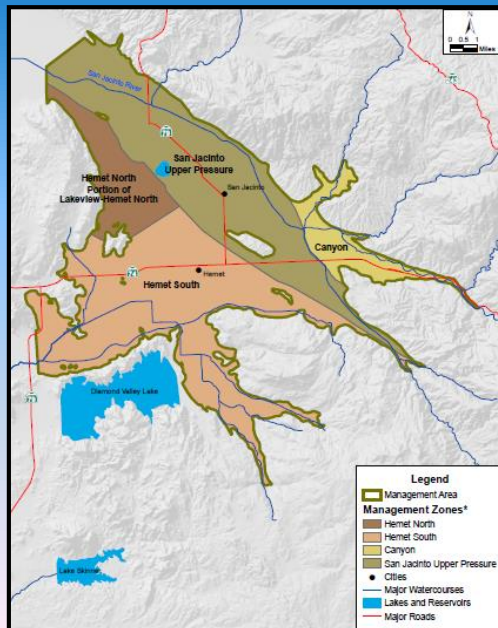 N
0 0.5 1
Miles
San Jacinto River
San Jacinto
Upper Pressure
Hemet North
Portion of
Lakeview-Hemet North
San Jacinto
Canyon
Hemet
Hemet South
Diamond Valley Lake
Lake Skinner
Legend
Management Area
Management Zones*
Hemet North
Hemet South
Canyon
San Jacinto Upper Pressure
Cities
Major Watercourses
Lakes and Reservoirs
Major Roads